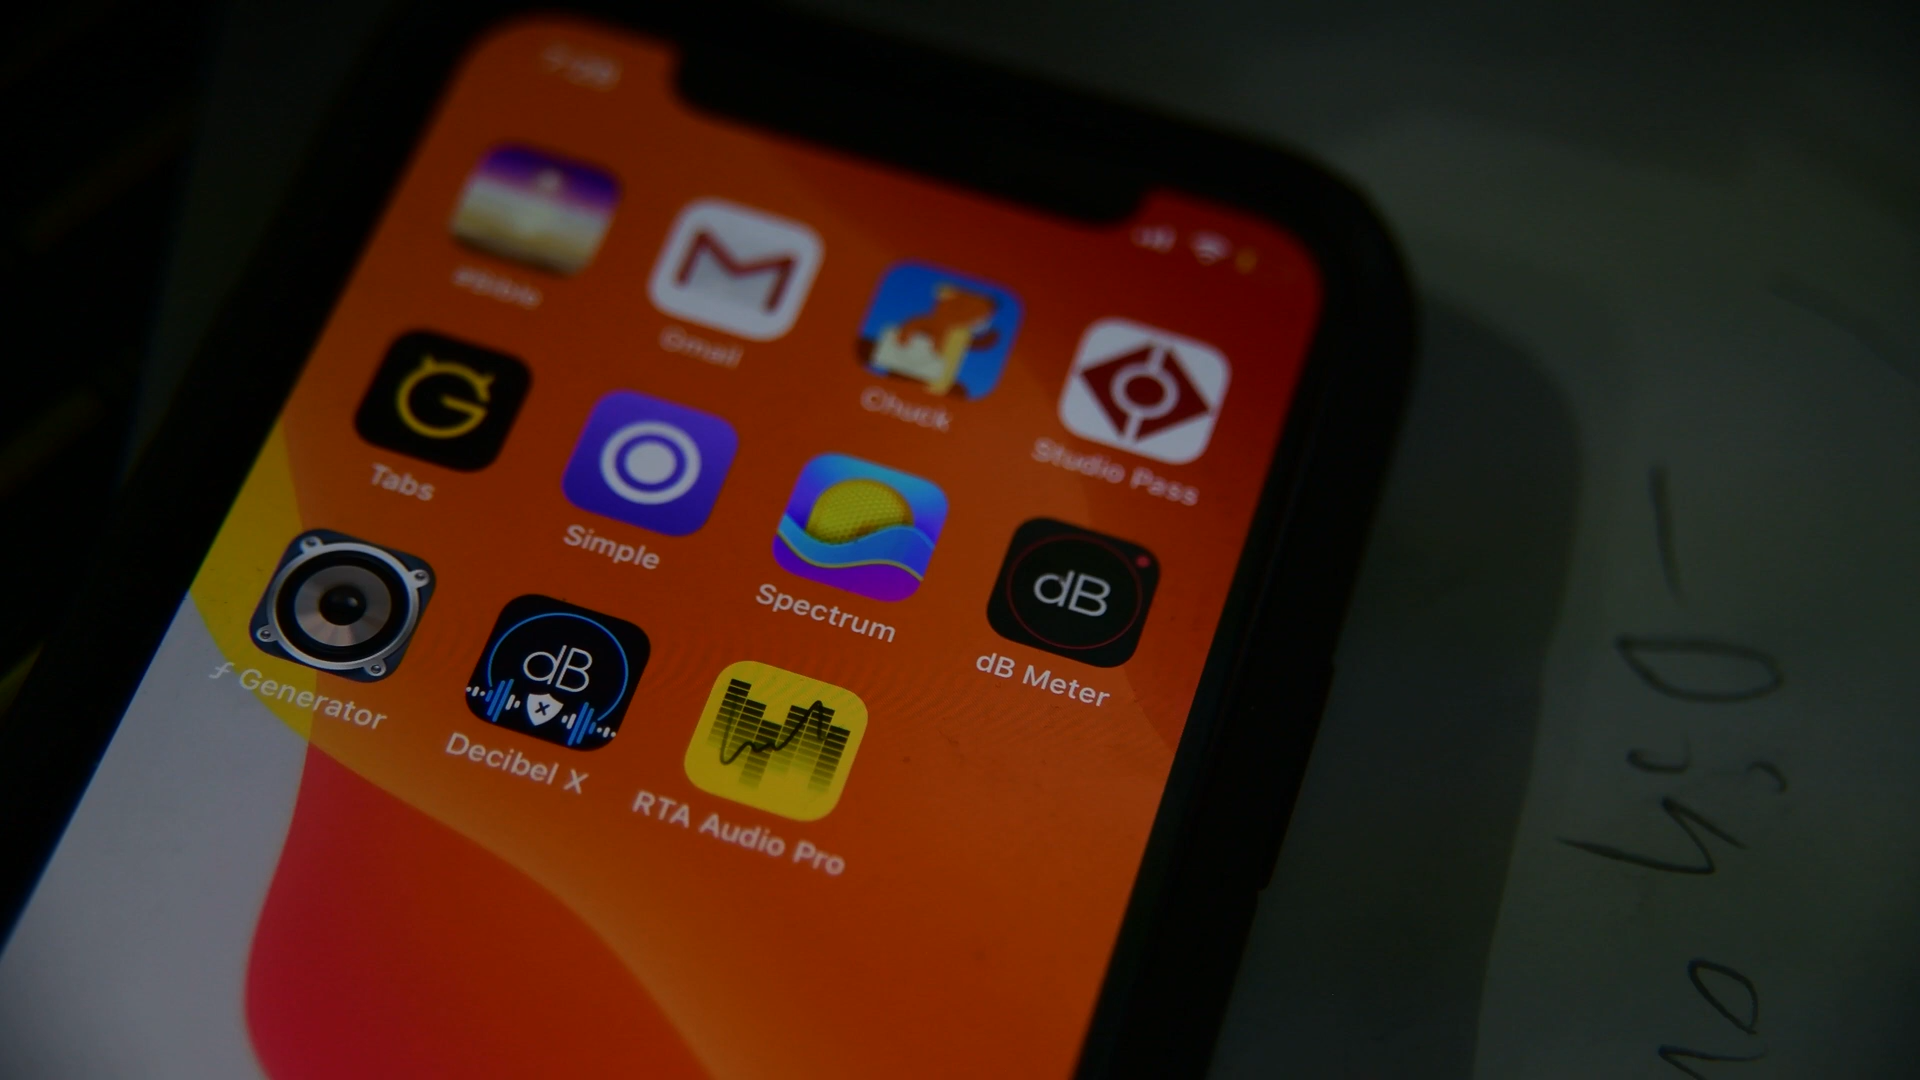 Gmail
Chuck
Studio Pass
Tabs
Simple
Spectrum
dB
dB Meter
f Generator
dB
X
Decibel X
RTA Audio Pro